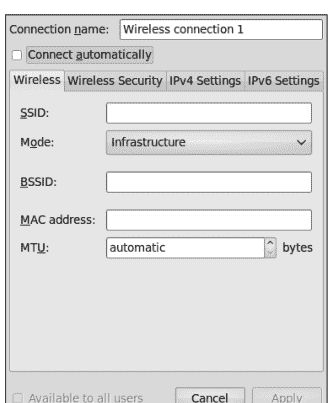 Connection name: Wireless connection 1
Connect automatically
Wireless Wireless Security IPv4 Settings IPv6 Settings
SSID:
Mode: Infrastructure
BSSID:
MAC address:
MTU: automatic bytes
Available to all users Cancel Apply